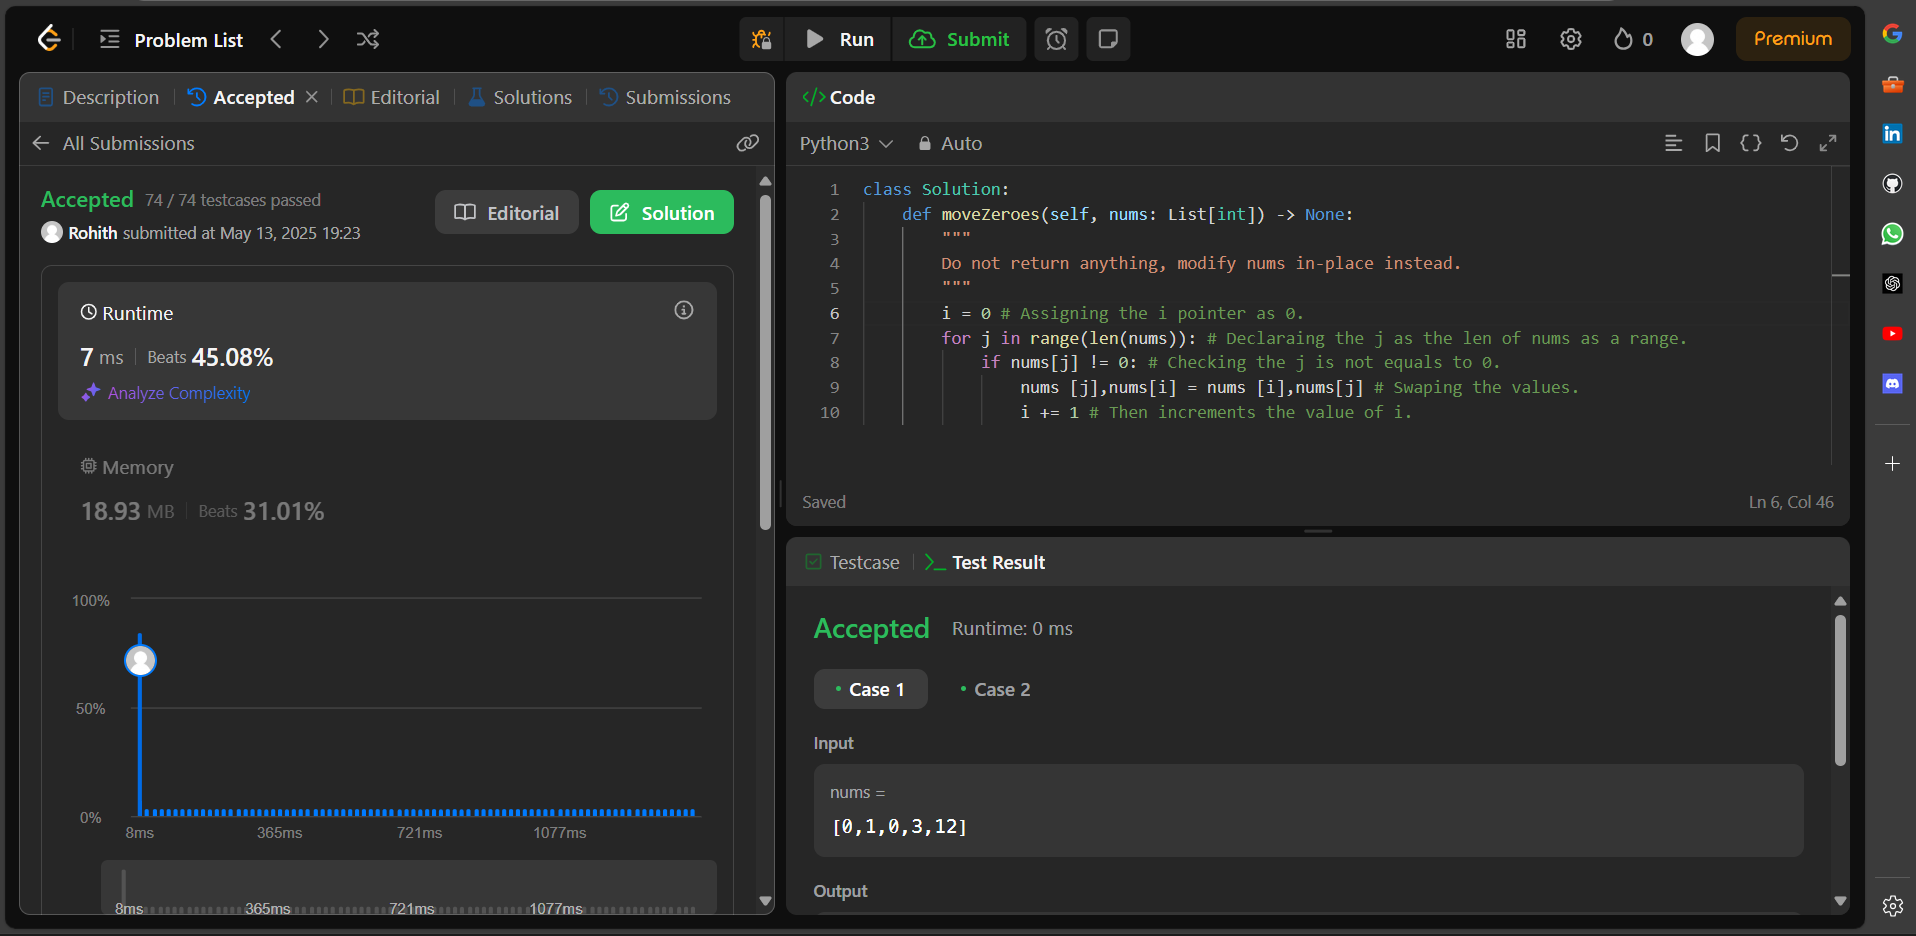 Problem List
Run
Submit
0
Premium
Description
Accepted
Editorial
Solutions
Submissions
All Submissions
Accepted 74 / 74 testcases passed
Rohith submitted at May 13, 2025 19:23
Editorial
Solution
Runtime
7 ms Beats 45.08%
Analyze Complexity
Memory
18.93 MB Beats 31.01%
100%
50%
0%
8ms 365ms 721ms 1077ms
8ms 365ms 721ms 1077ms
</> Code
Python3
Auto
1 class Solution:
2 def moveZeroes(self, nums: List[int]) -> None:
3 """
4 Do not return anything, modify nums in-place instead.
5 """
6 i = 0 # Assigning the i pointer as 0.
7 for j in range(len(nums)): # Declaraing the j as the len of nums as a range.
8 if nums[j] != 0: # Checking the j is not equals to 0.
9 nums [j],nums[i] = nums [i],nums[j] # Swaping the values.
10 i += 1 # Then increments the value of i.
Saved
Ln 6, Col 46
Testcase
>_ Test Result
Accepted Runtime: 0 ms
• Case 1 • Case 2
Input
nums =
[0,1,0,3,12]
Output